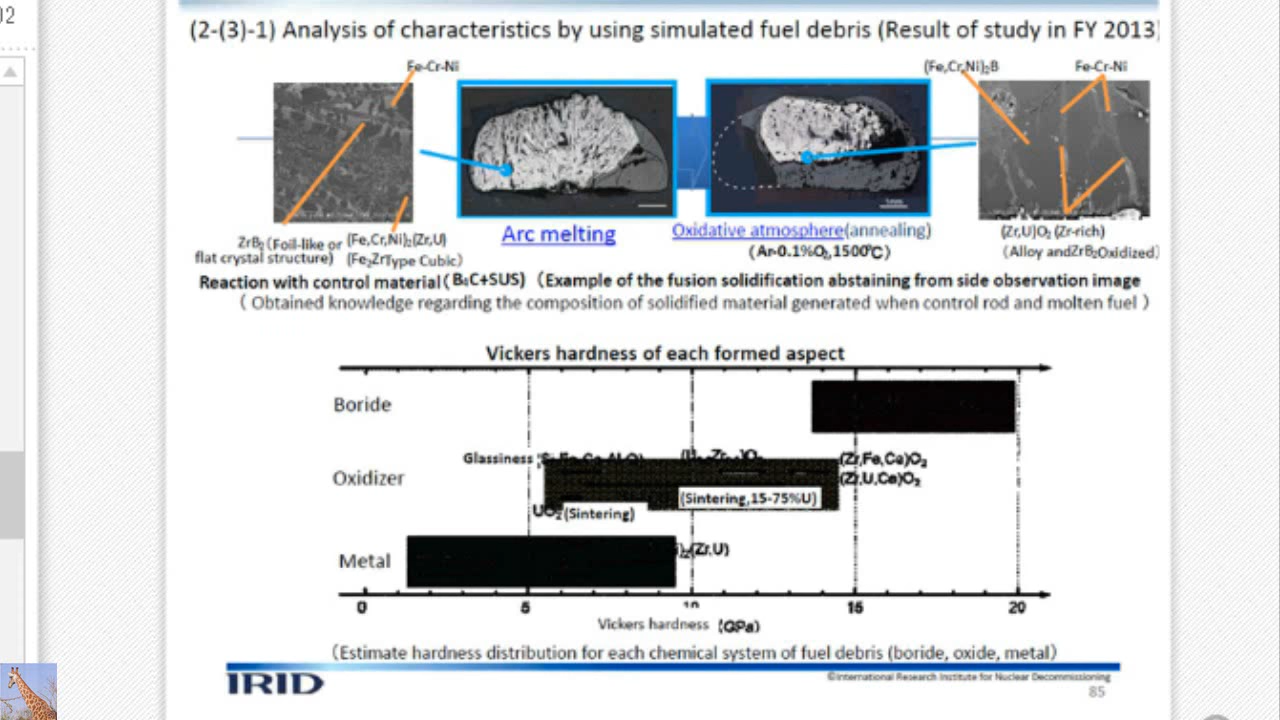 02
(2-(3)-1) Analysis of characteristics by using simulated fuel debris (Result of study in FY 2013)
Fe-Cr-Ni
(Fe,Cr,Ni)₂B
Fe-Cr-Ni
ZrB₂(Foil-like or
flat crystal structure)
(Fe,Cr,Ni)₂(Zr,U)
(Fe₂ZrType Cubic)
Arc melting
Oxidative atmosphere(annealing)
(Ar-0.1%O₂,1500℃)
(Zr,U)O₂(Zr-rich)
(Alloy andZrB₂Oxidized)
Reaction with control material(B₄C+SUS) (Example of the fusion solidification abstaining from side observation image
( Obtained knowledge regarding the composition of solidified material generated when control rod and molten fuel )
Vickers hardness of each formed aspect
Boride
Glassiness
(Zr,Fe,Ca)O₂
Oxidizer
(Zr,U,Ca)O₂
(Sintering,15-75%U)
UO₂(Sintering)
Metal
₂(Zr,U)
0 5 10 15 20
Vickers hardness (GPa)
(Estimate hardness distribution for each chemical system of fuel debris (boride, oxide, metal)
IRID
©International Research Institute for Nuclear Decommissioning
85